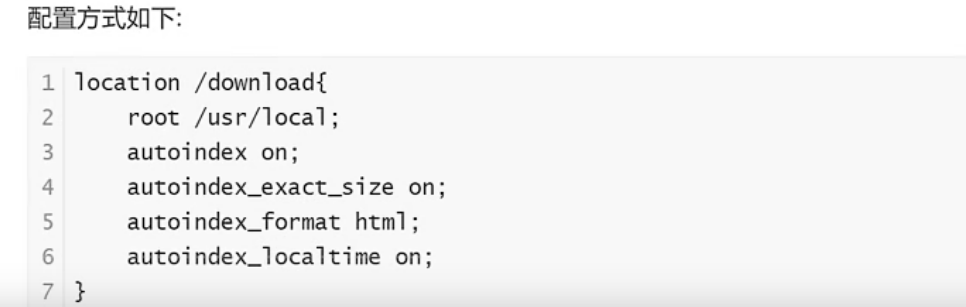 配置方式如下:
1 location /download{
2     root /usr/local;
3     autoindex on;
4     autoindex_exact_size on;
5     autoindex_format html;
6     autoindex_localtime on;
7 }